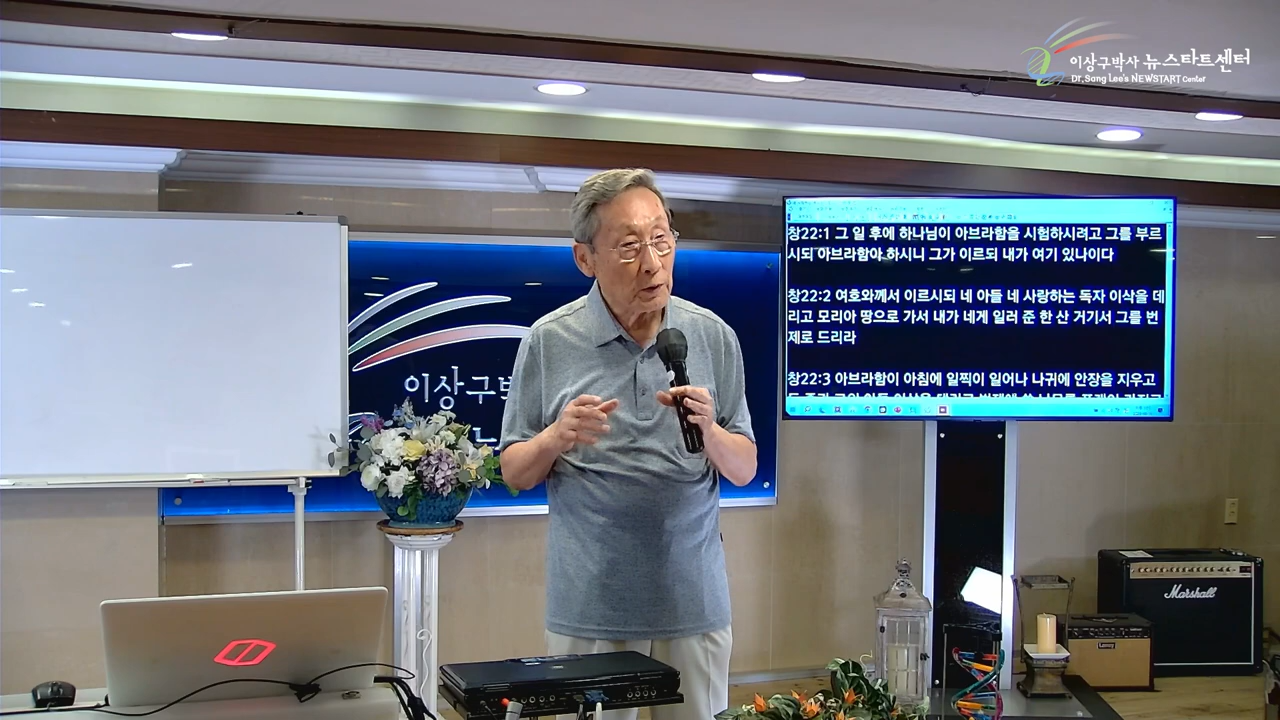 이상구박사 뉴스타트센터
Dr. Sang Lee's NEWSTART Center
창22:1 그 일 후에 하나님이 아브라함을 시험하시려고 그를 부르
시되 아브라함아 하시니 그가 이르되 내가 여기 있나이다
창22:2 여호와께서 이르시되 네 아들 네 사랑하는 독자 이삭을 데
리고 모리아 땅으로 가서 내가 네게 일러 준 한 산 거기서 그를 번
제로 드리라
창22:3 아브라함이 아침에 일찍이 일어나 나귀에 안장을 지우고
이상구박
Marshall
Laney